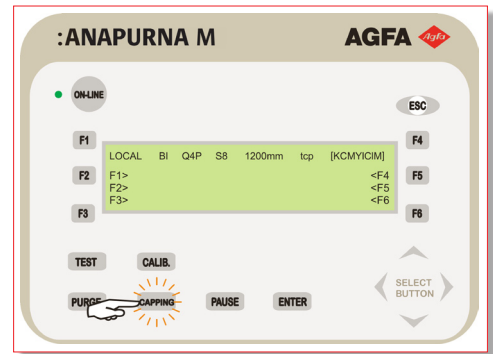 :ANAPURNA M
AGFA Agfa
ON-LINE
ESC
F1
F4
LOCAL BI Q4P S8 1200mm tcp [KCMYlClM]
F2
F1> <F4
F5
F2> <F5
F3> <F6
F3
F6
TEST
CALIB.
PURGE
CAPPING
PAUSE
ENTER
SELECT
BUTTON